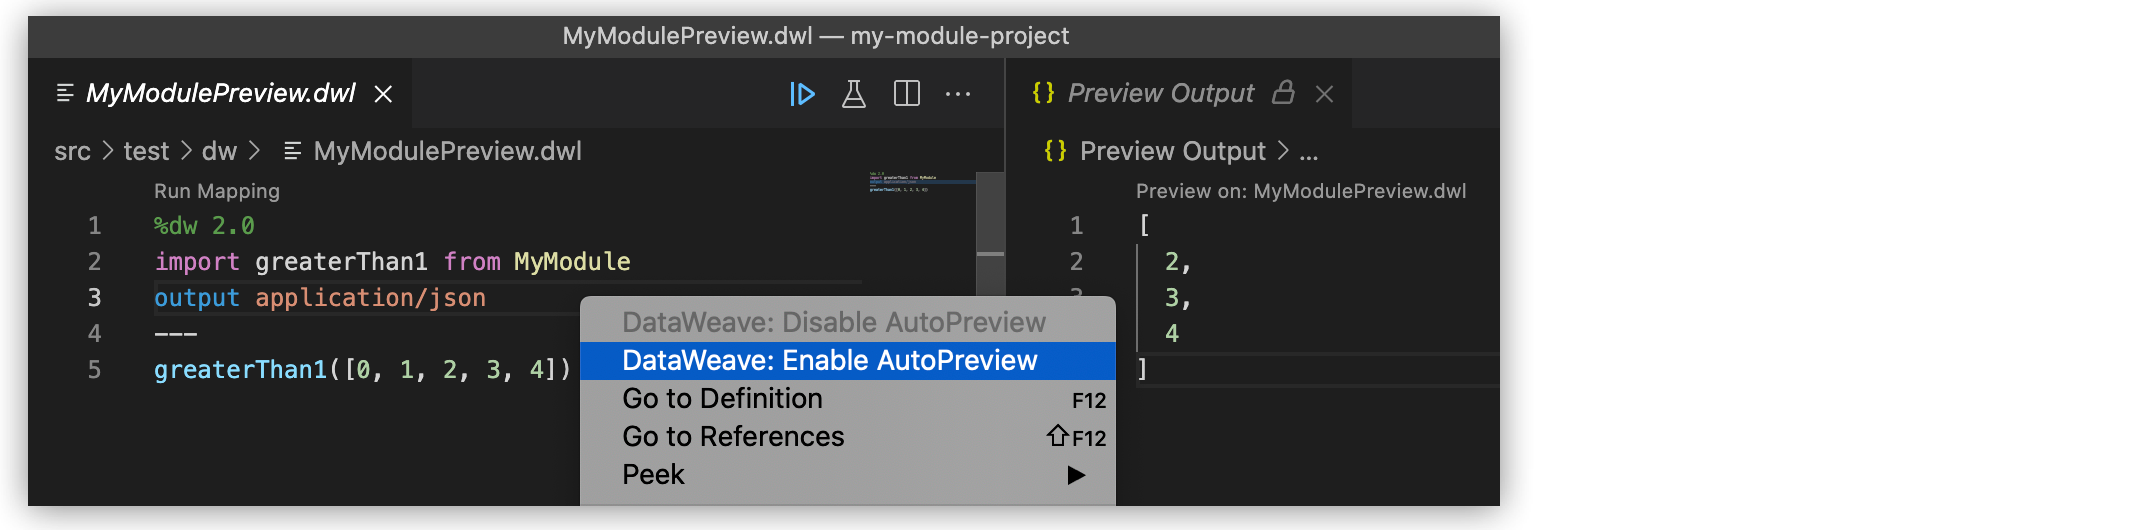 MyModulePreview.dwl — my-module-project
MyModulePreview.dwl
src > test > dw > MyModulePreview.dwl
Run Mapping
1 %dw 2.0
2 import greaterThan1 from MyModule
3 output application/json
4 ---
5 greaterThan1([0, 1, 2, 3, 4])
DataWeave: Disable AutoPreview
DataWeave: Enable AutoPreview
Go to Definition F12
Go to References ⇧F12
Peek ▶
{} Preview Output
{} Preview Output > ...
Preview on: MyModulePreview.dwl
1 [
2 2,
3 3,
4
]